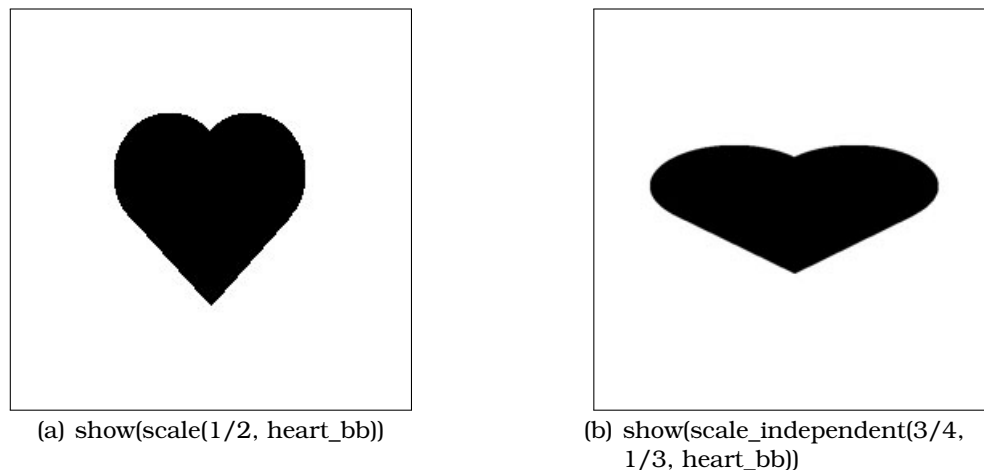 (a) show(scale(1/2, heart_bb))
(b) show(scale_independent(3/4,
1/3, heart_bb))